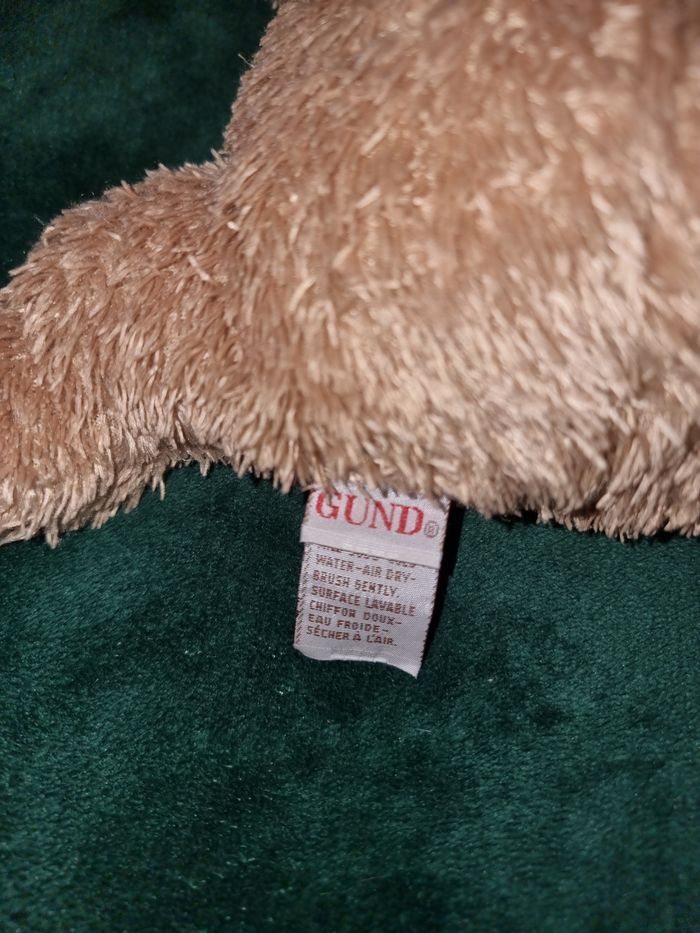 GUND®
WATER-AIR DRY-
BRUSH GENTLY.
SURFACE LAVABLE
CHIFFON DOUX-
EAU FROIDE-
SÉCHER À L'AIR.